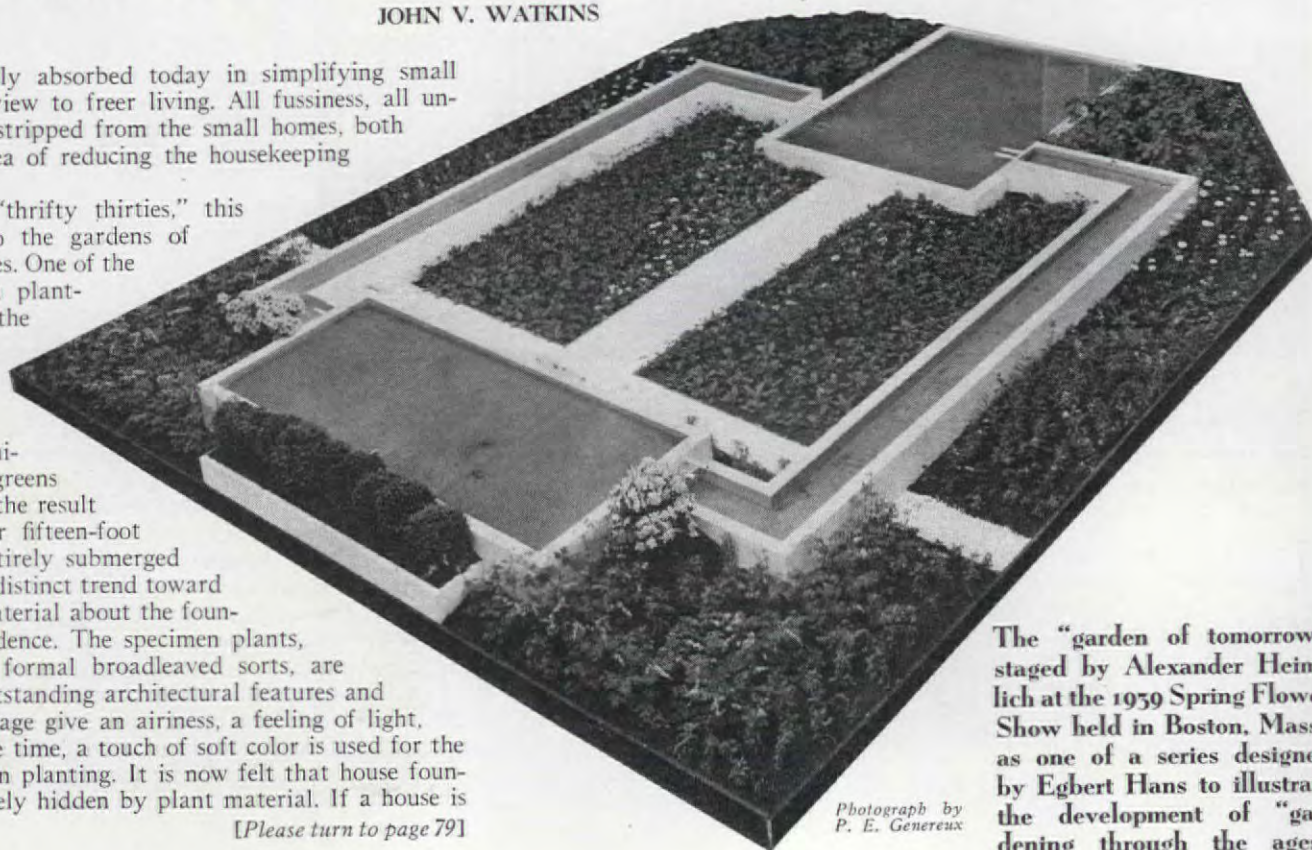 JOHN V. WATKINS
ly absorbed today in simplifying small
iew to freer living. All fussiness, all un-
stripped from the small homes, both
ea of reducing the housekeeping
"thrifty thirties," this
o the gardens of
es. One of the
plant-
the
ni-
greens
the result
r fifteen-foot
tirely submerged
distinct trend toward
aterial about the foun-
dence. The specimen plants,
formal broadleaved sorts, are
tstanding architectural features and
age give an airiness, a feeling of light,
e time, a touch of soft color is used for the
n planting. It is now felt that house foun-
ely hidden by plant material. If a house is
[Please turn to page 79]
Photograph by
P. E. Genereux
The "garden of tomorrow
staged by Alexander Heim
lich at the 1939 Spring Flowe
Show held in Boston, Mass
as one of a series designe
by Egbert Hans to illustra
the development of "ga
dening through the age